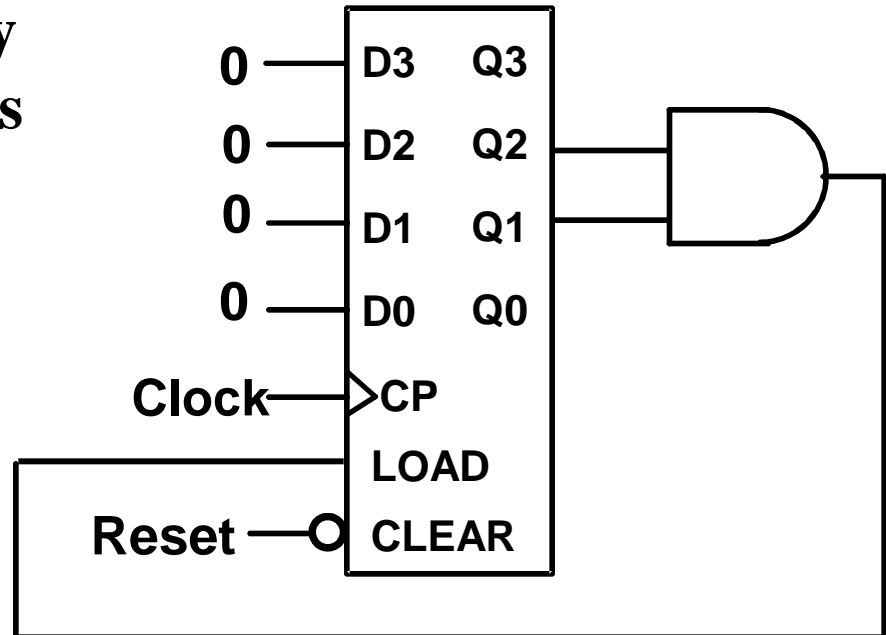 y
s
0 D3 Q3
0 D2 Q2
0 D1 Q1
0 D0 Q0
Clock CP
LOAD
Reset CLEAR